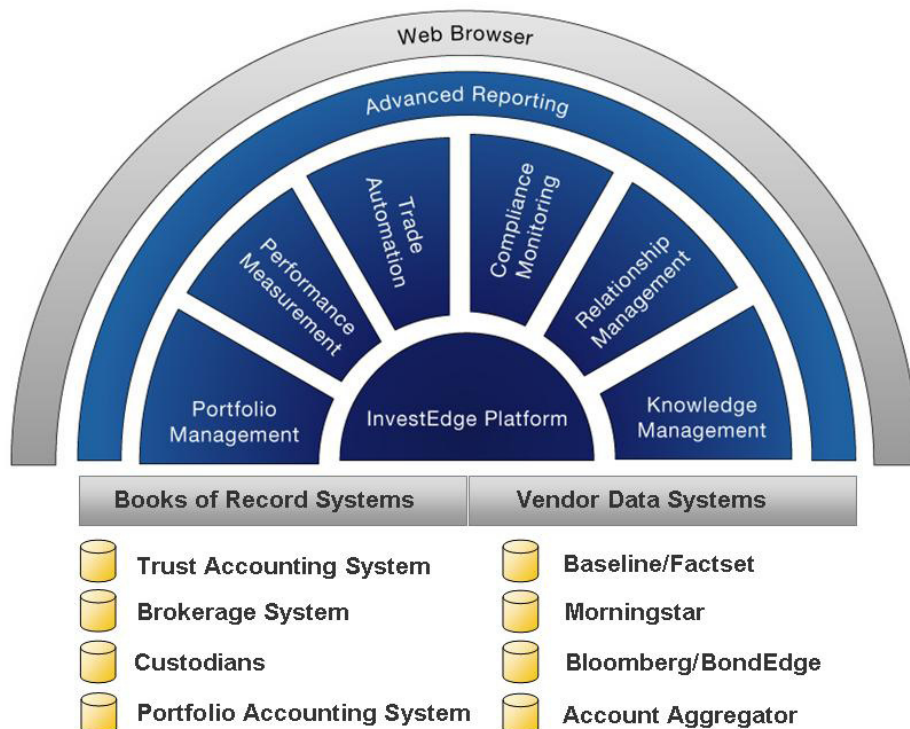 Web Browser
Advanced Reporting
Trade
Automation
Compliance
Monitoring
Performance
Measurement
Relationship
Management
Portfolio
Management
InvestEdge Platform
Knowledge
Management
Books of Record Systems
Vendor Data Systems
Trust Accounting System
Baseline/Factset
Brokerage System
Morningstar
Custodians
Bloomberg/BondEdge
Portfolio Accounting System
Account Aggregator